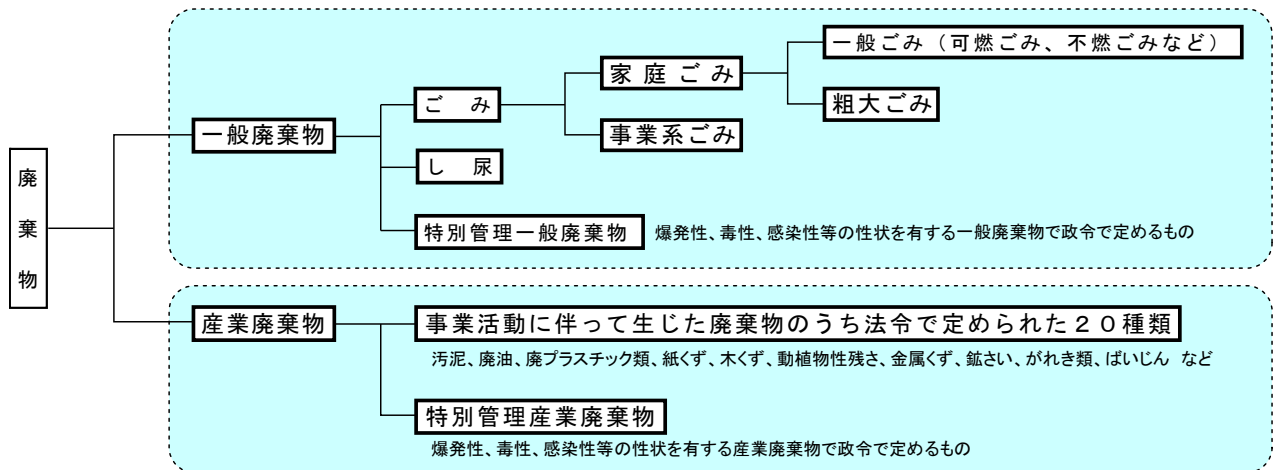 廃棄物
一般廃棄物
ごみ
家庭ごみ
一般ごみ（可燃ごみ、不燃ごみなど）
粗大ごみ
事業系ごみ
し尿
特別管理一般廃棄物
爆発性、毒性、感染性等の性状を有する一般廃棄物で政令で定めるもの
産業廃棄物
事業活動に伴って生じた廃棄物のうち法令で定められた２０種類
汚泥、廃油、廃プラスチック類、紙くず、木くず、動植物性残さ、金属くず、鉱さい、がれき類、ばいじん など
特別管理産業廃棄物
爆発性、毒性、感染性等の性状を有する産業廃棄物で政令で定めるもの